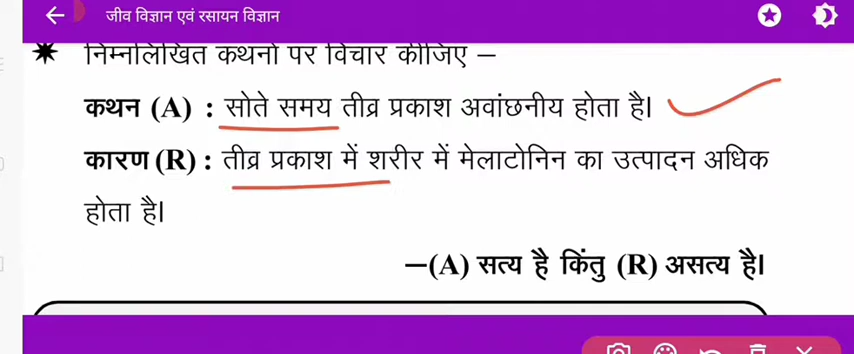 जीव विज्ञान एवं रसायन विज्ञान
निम्नलिखित कथनों पर विचार कीजिए –
कथन (A) : सोते समय तीव्र प्रकाश अवांछनीय होता है।
कारण (R) : तीव्र प्रकाश में शरीर में मेलाटोनिन का उत्पादन अधिक
होता है।
–(A) सत्य है किंतु (R) असत्य है।